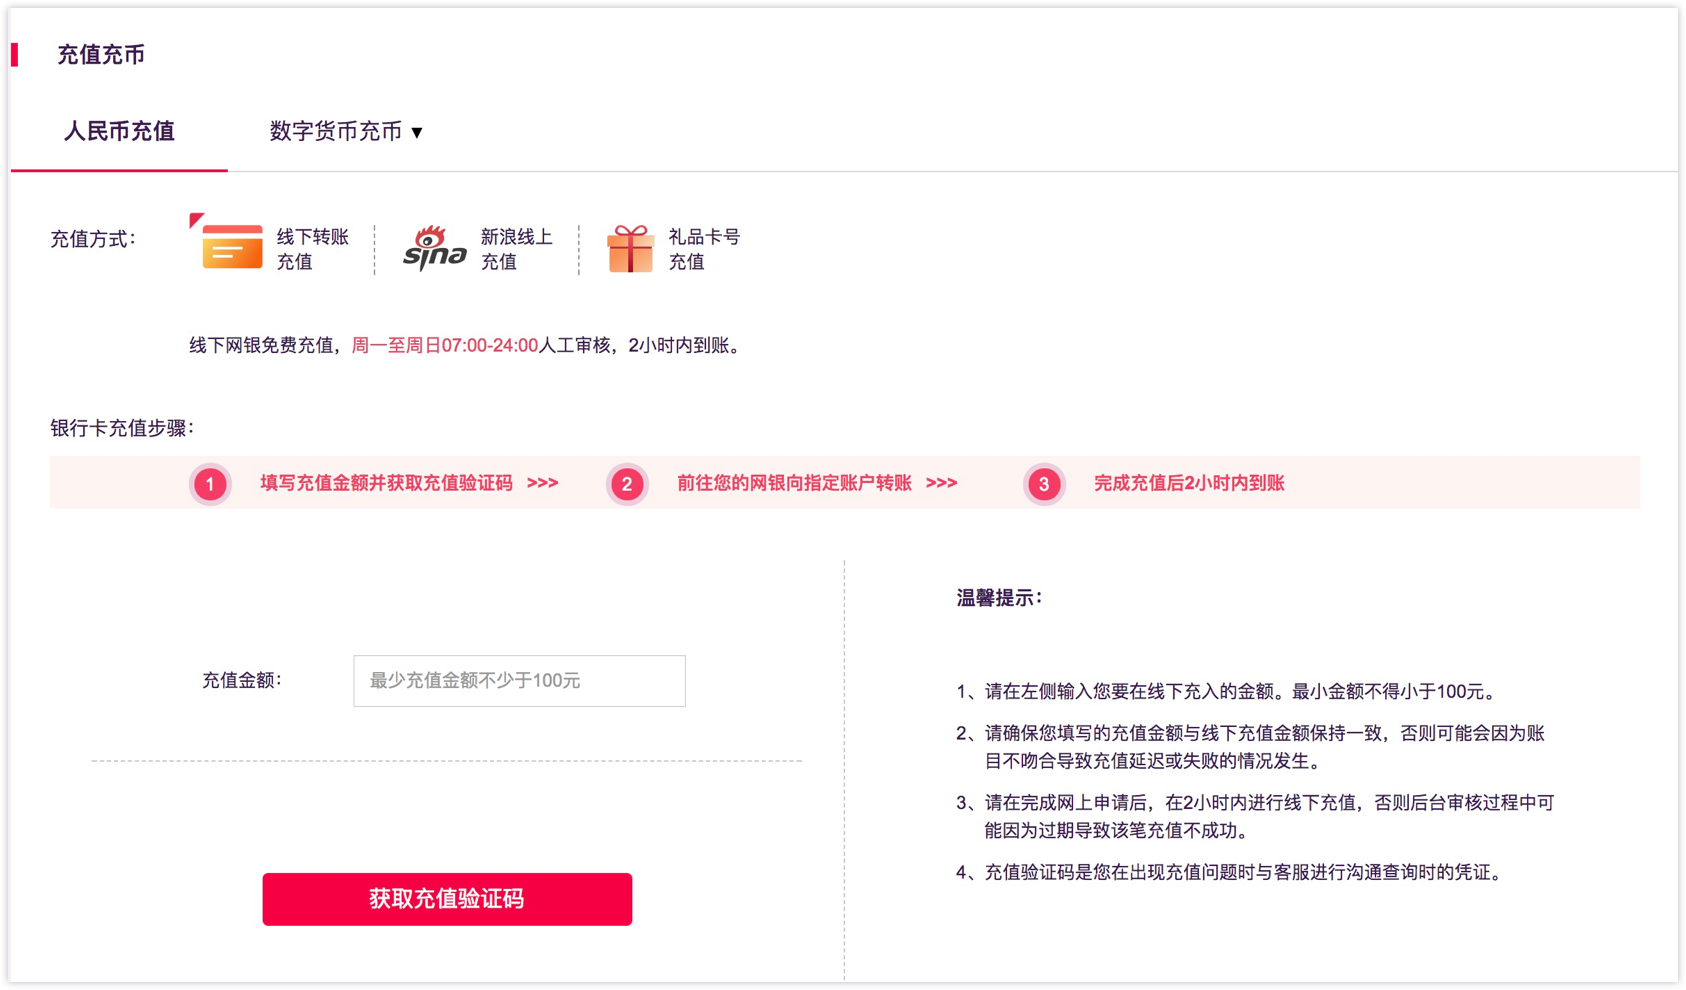 充值充币
人民币充值
数字货币充币 ▼
充值方式：
线下转账
充值
sina
新浪线上
充值
礼品卡号
充值
线下网银免费充值，周一至周日07:00-24:00人工审核，2小时内到账。
银行卡充值步骤：
1 填写充值金额并获取充值验证码 >>> 2 前往您的网银向指定账户转账 >>> 3 完成充值后2小时内到账
充值金额：
最少充值金额不少于100元
获取充值验证码
温馨提示：
1、请在左侧输入您要在线下充入的金额。最小金额不得小于100元。
2、请确保您填写的充值金额与线下充值金额保持一致，否则可能会因为账
目不吻合导致充值延迟或失败的情况发生。
3、请在完成网上申请后，在2小时内进行线下充值，否则后台审核过程中可
能因为过期导致该笔充值不成功。
4、充值验证码是您在出现充值问题时与客服进行沟通查询时的凭证。